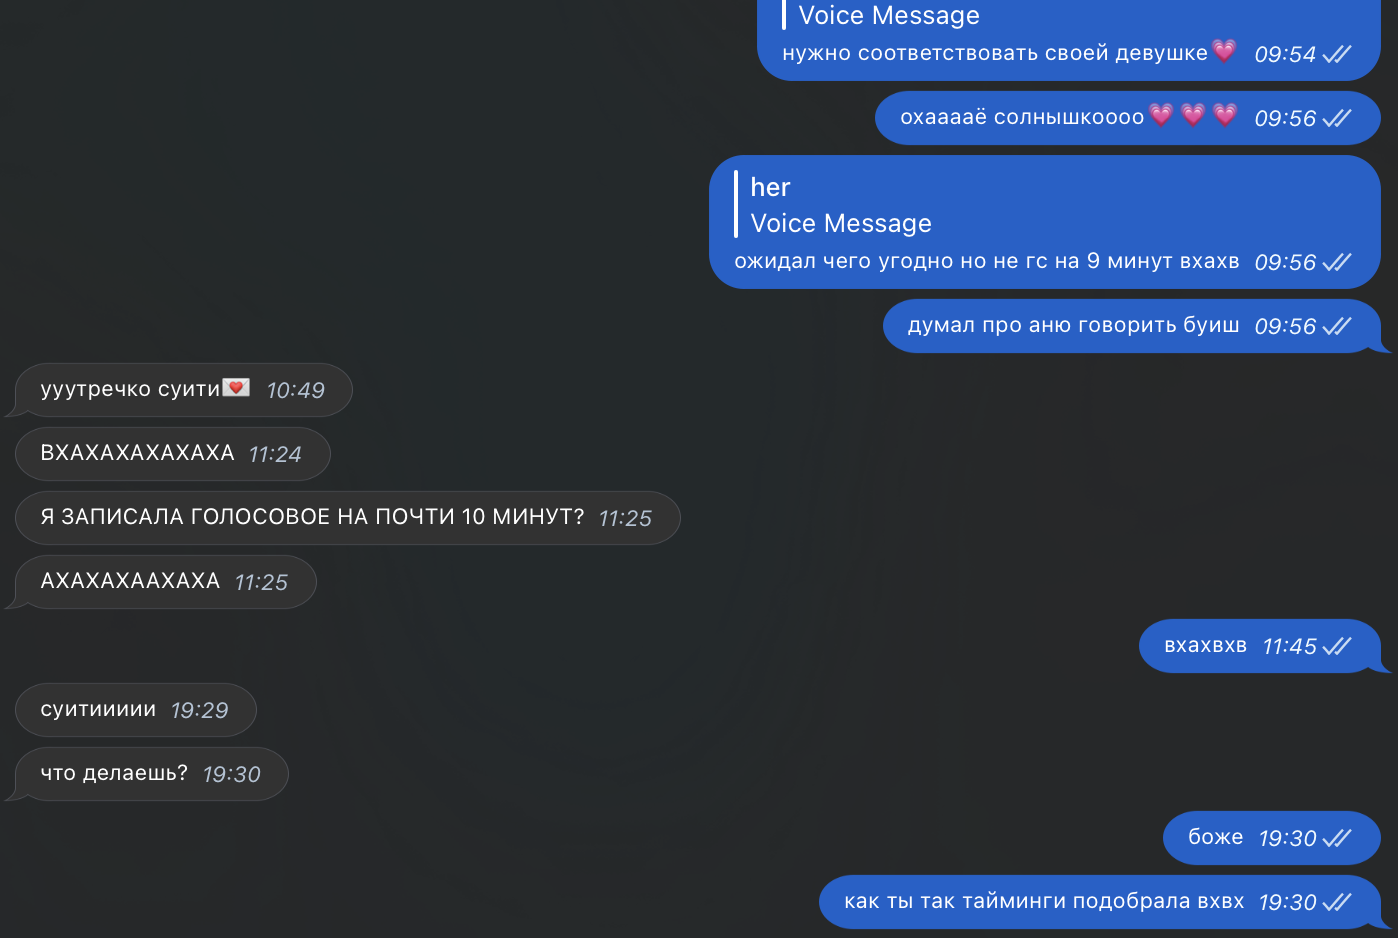 Voice Message
нужно соответствовать своей девушке💗 09:54
охааааё солнышкоооо💗💗💗 09:56
her
Voice Message
ожидал чего угодно но не гс на 9 минут вхахв 09:56
думал про аню говорить буиш 09:56
ууутречко суити💌 10:49
ВХАХАХАХАХАХА 11:24
Я ЗАПИСАЛА ГОЛОСОВОЕ НА ПОЧТИ 10 МИНУТ? 11:25
АХАХАХААХАХА 11:25
вхахвхв 11:45
суитиииии 19:29
что делаешь? 19:30
боже 19:30
как ты так тайминги подобрала вхвх 19:30